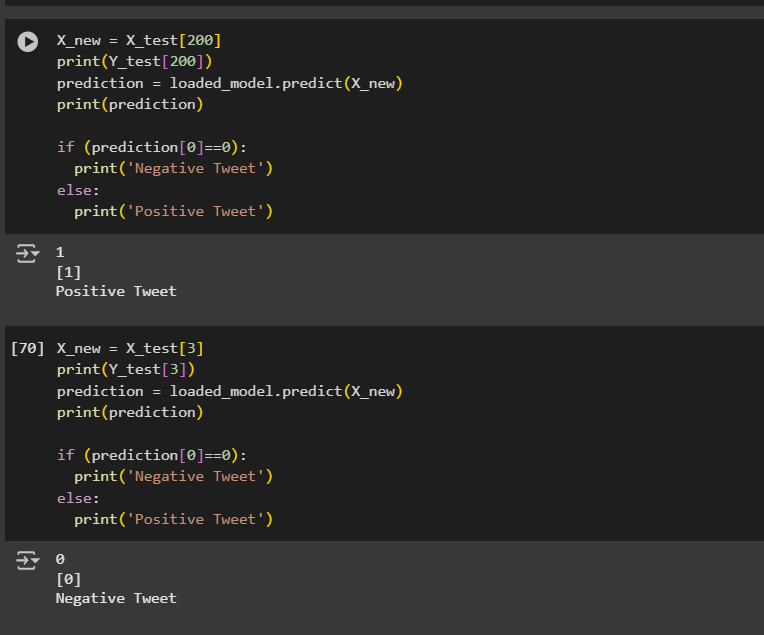 X_new = X_test[200]
print(Y_test[200])
prediction = loaded_model.predict(X_new)
print(prediction)
if (prediction[0]==0):
  print('Negative Tweet')
else:
  print('Positive Tweet')
1
[1]
Positive Tweet
[70] X_new = X_test[3]
print(Y_test[3])
prediction = loaded_model.predict(X_new)
print(prediction)
if (prediction[0]==0):
  print('Negative Tweet')
else:
  print('Positive Tweet')
0
[0]
Negative Tweet